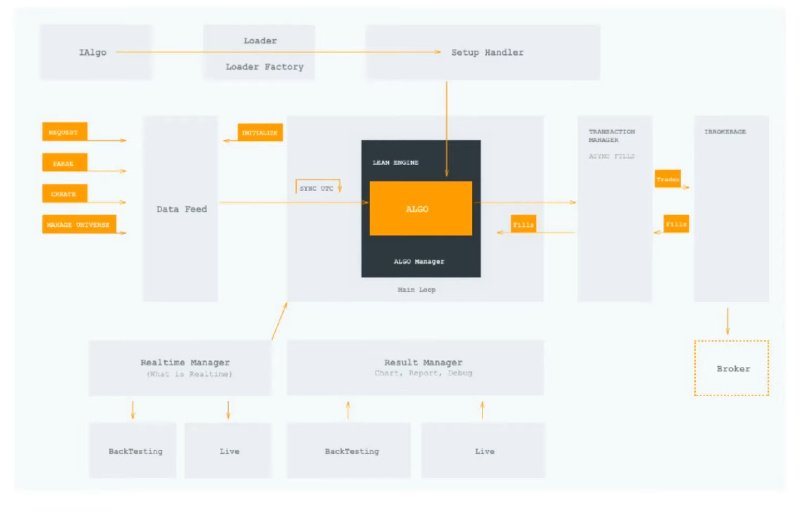 IAlgo
Loader
Loader Factory
Setup Handler
REQUEST
PARSE
MANAGE UNIVERSE
INITIALISE
Data Feed
SYNC UTC
LEAN ENGINE
ALGO
ALGO Manager
Main Loop
TRANSACTION
MANAGER
ASYNC FILLS
IBROKERAGE
Trades
Fills
Fills
Realtime Manager
(What is Realtime)
Result Manager
Chart, Report, Debug
Broker
BackTesting
Live
BackTesting
Live